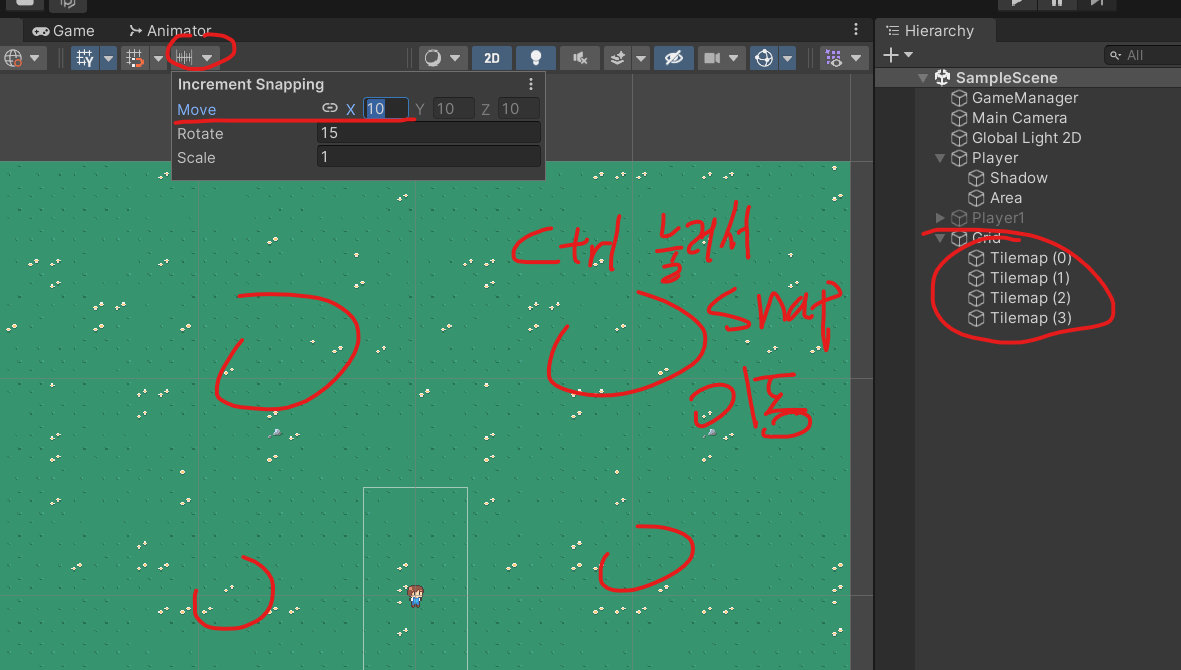 Game
Animator
Hierarchy
2D
All
Increment Snapping
Move X 10 Y 10 Z 10
Rotate 15
Scale 1
SampleScene
GameManager
Main Camera
Global Light 2D
Player
Shadow
Area
Player1
Grid
Tilemap (0)
Tilemap (1)
Tilemap (2)
Tilemap (3)
Ctrl 눌러서
Snap
이동